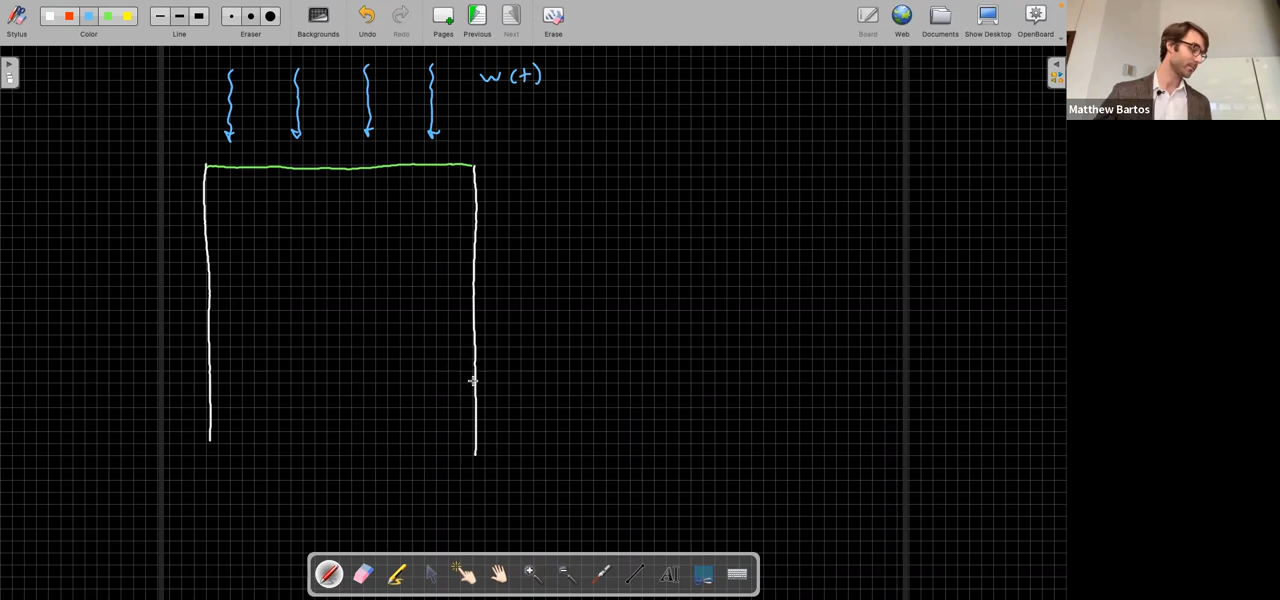 Stylus
Color
Line
Eraser
Backgrounds
Undo
Redo
Pages
Previous
Next
Erase
Board
Web
Documents
Show Desktop
OpenBoard
w(t)
Matthew Bartos
AI